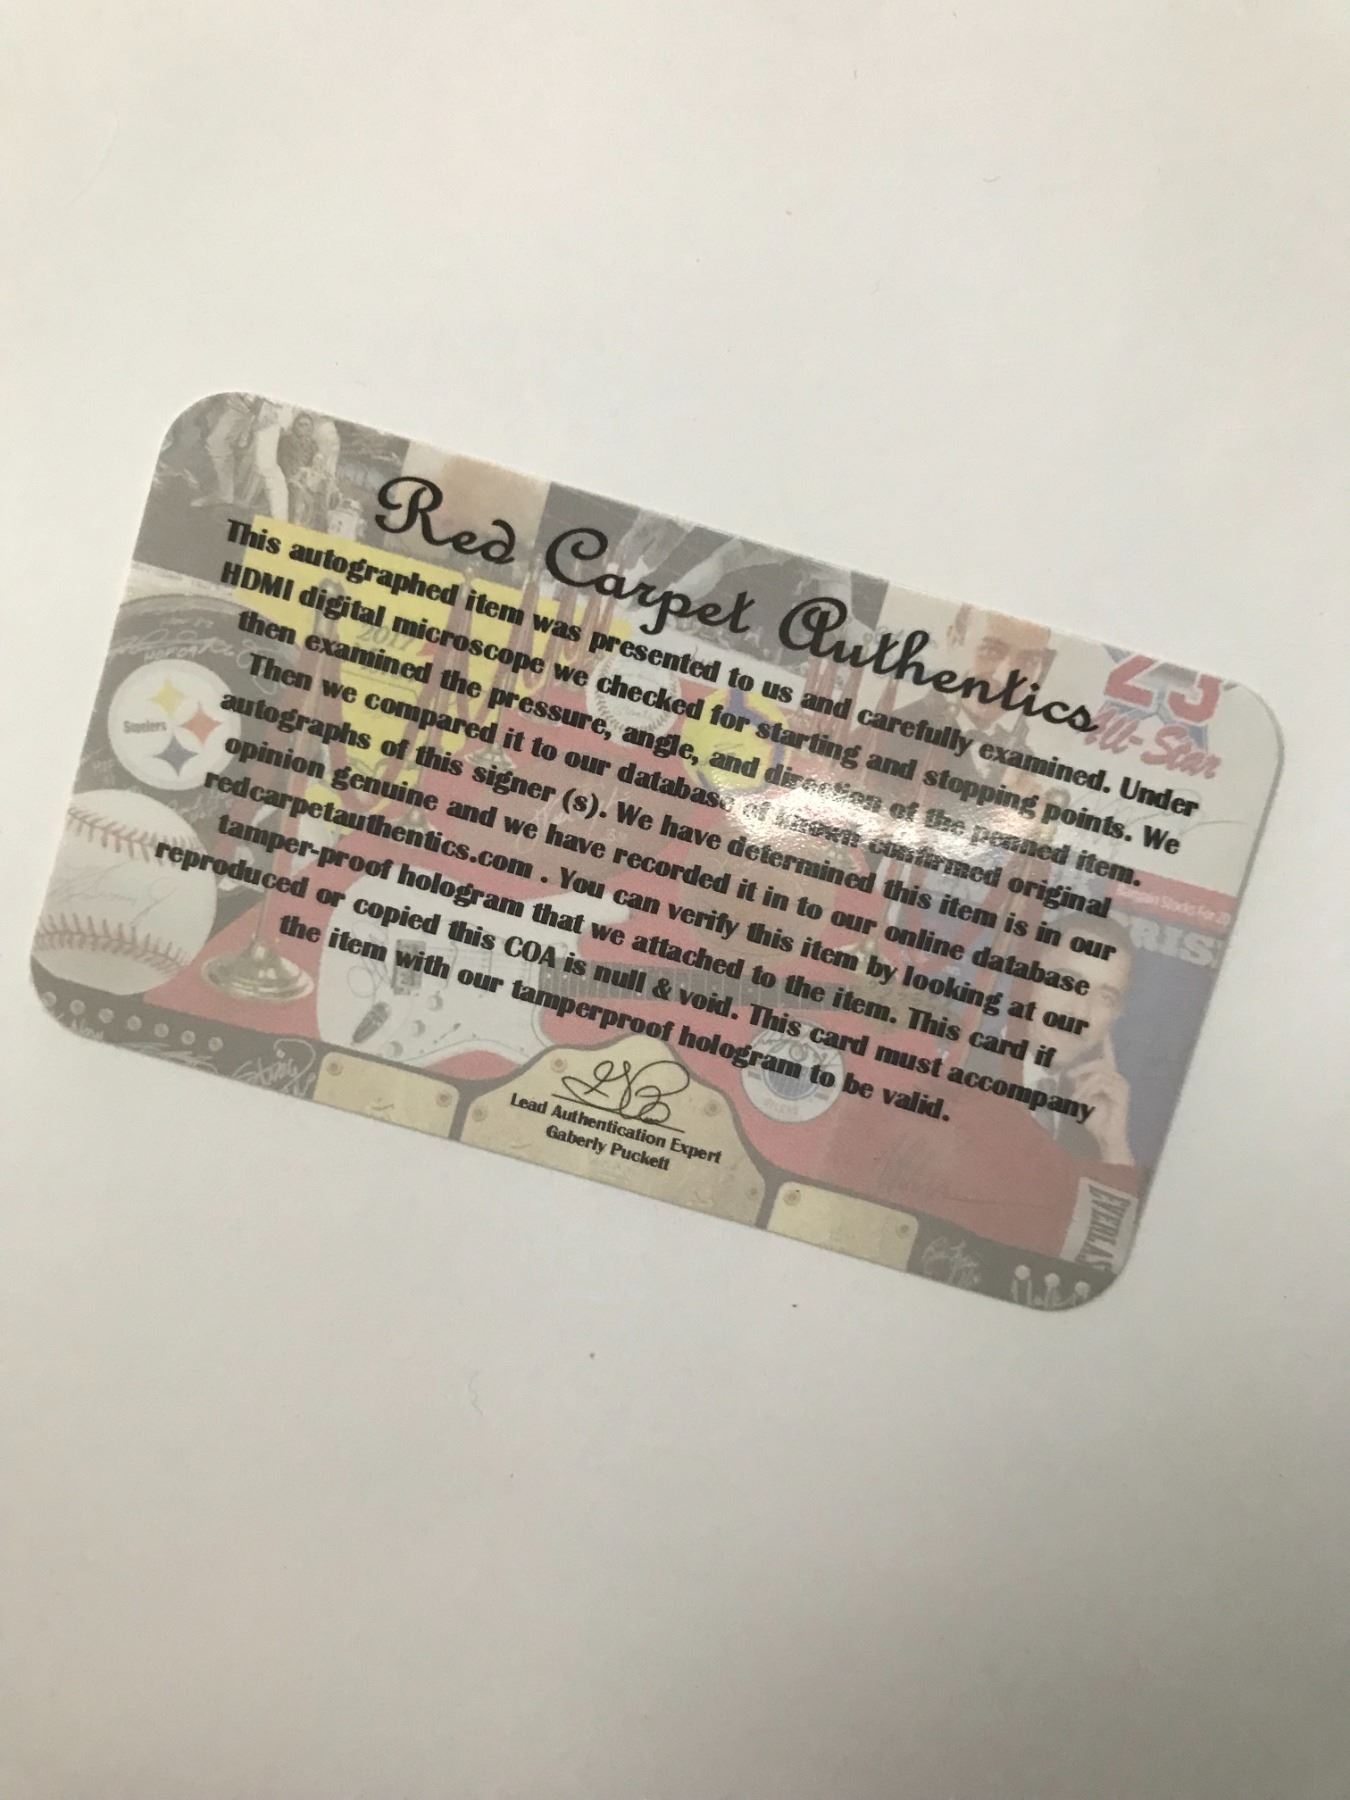 Red Carpet Authentics
This autographed item was presented to us and carefully examined. Under
HDMI digital microscope we checked for starting and stopping points. We
then examined the pressure, angle, and direction of the penned item.
Then we compared it to our database of known confirmed original
autographs of this signer (s). We have determined this item is in our
opinion genuine and we have recorded it in to our online database
redcarpetauthentics.com . You can verify this item by looking at our
tamper-proof hologram that we attached to the item. This card if
reproduced or copied this COA is null & void. This card must accompany
the item with our tamperproof hologram to be valid.
Lead Authentication Expert
Gaberly Puckett
Steelers
2017
23
All-Star
EVERLAS